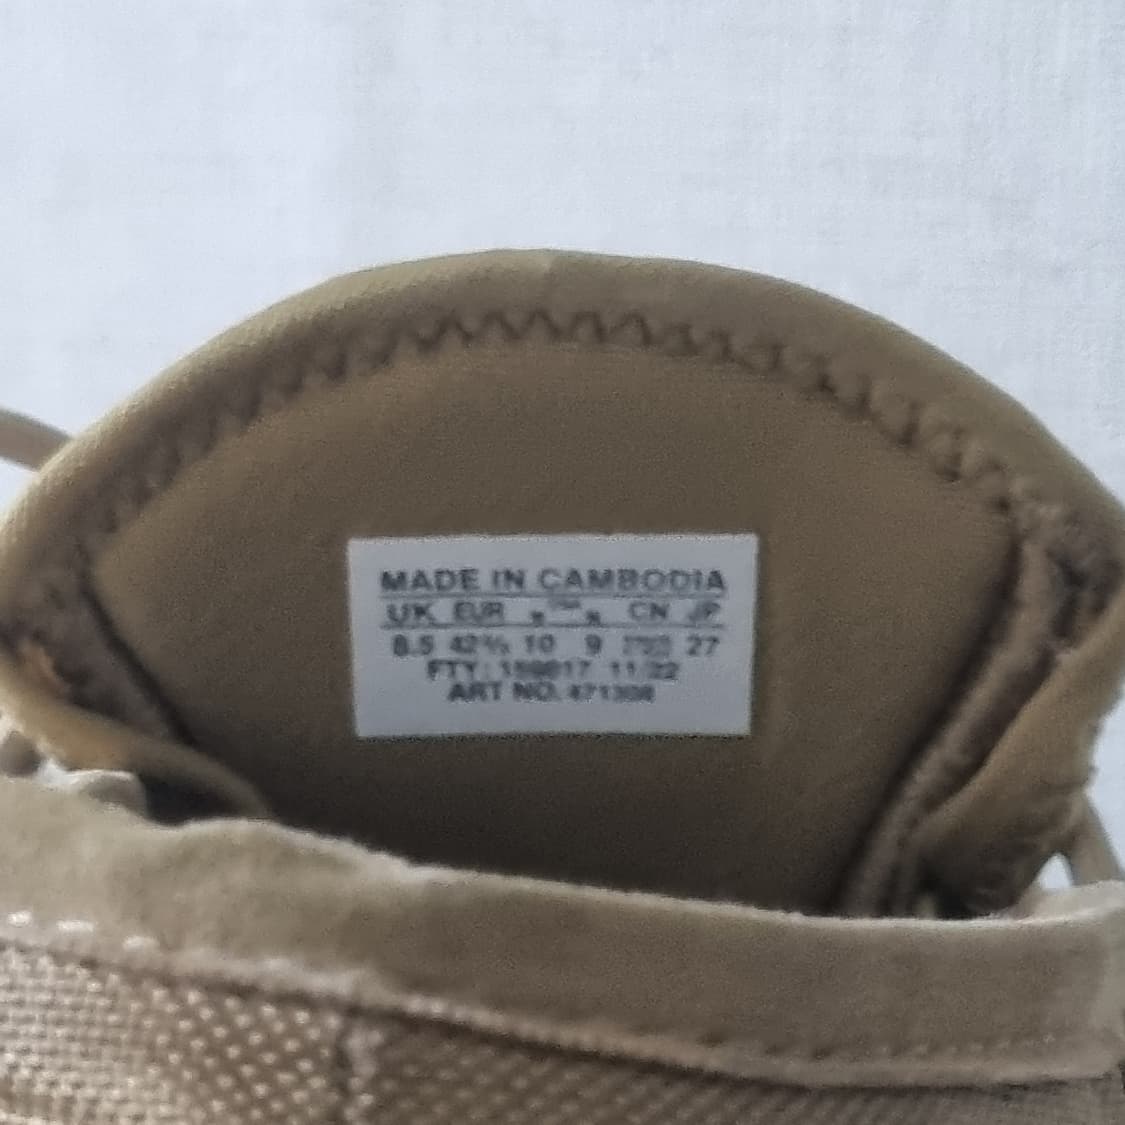 MADE IN CAMBODIA
UK EUR USA CN JP
8.5 42⅔ 10 9 27
FTY: 11/22
ART NO.